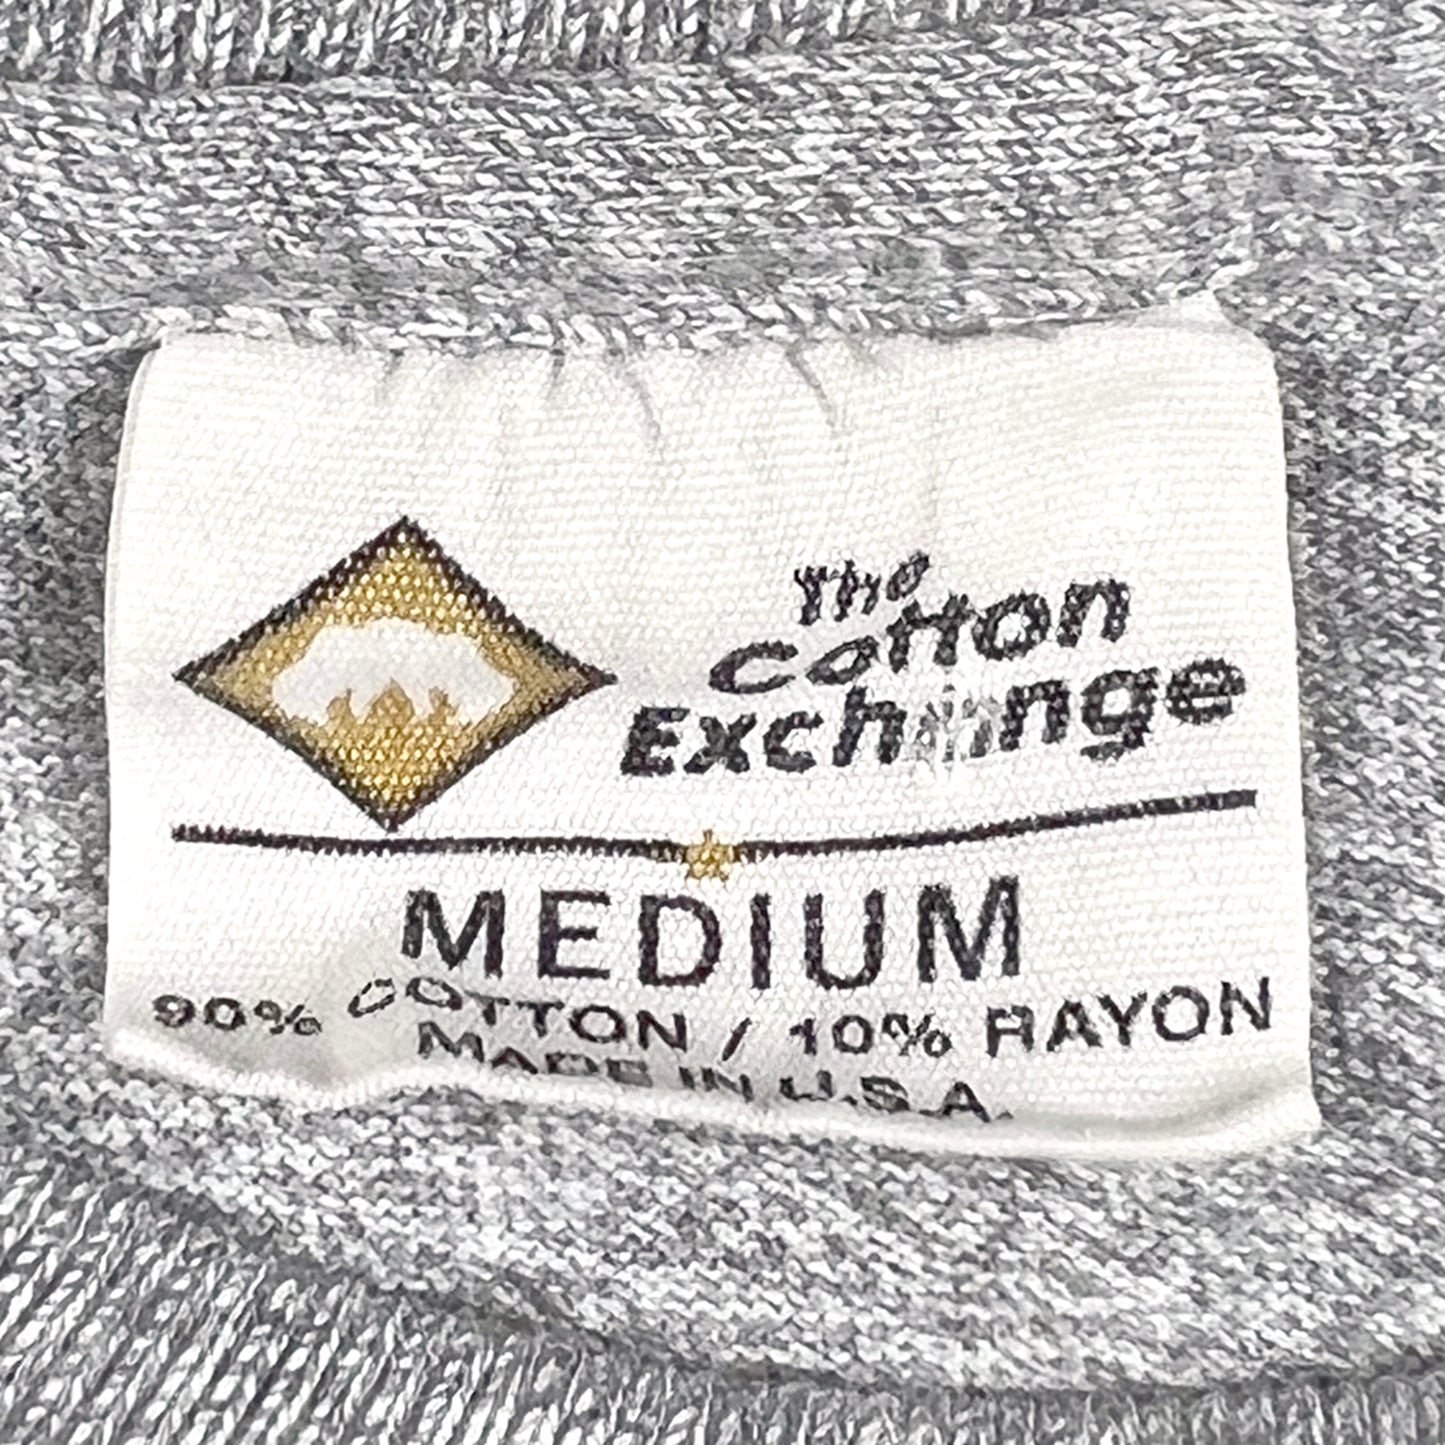 The
Cotton
Exchange
MEDIUM
90% COTTON / 10% RAYON
MADE IN U.S.A.